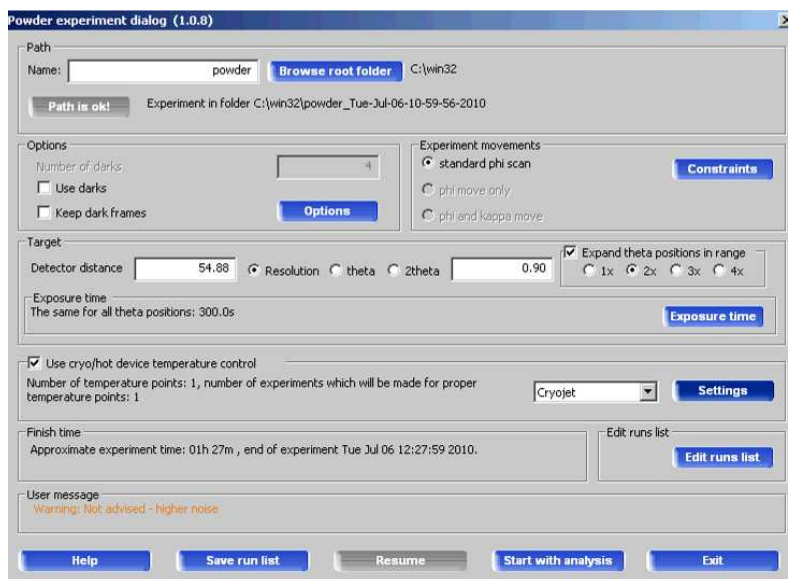 Powder experiment dialog (1.0.8)
Path
Name: powder Browse root folder C:\win32
Path is ok! Experiment in folder C:\win32\powder_Tue-Jul-06-10-59-56-2010
Options
Number of darks 4
Use darks
Keep dark frames Options
Experiment movements
standard phi scan Constraints
phi move only
phi and kappa move
Target
Detector distance 54.88 Resolution theta 2theta 0.90
Expand theta positions in range
1x 2x 3x 4x
Exposure time
The same for all theta positions: 300.0s Exposure time
Use cryo/hot device temperature control
Number of temperature points: 1, number of experiments which will be made for proper
temperature points: 1
Cryojet Settings
Finish time
Approximate experiment time: 01h 27m , end of experiment Tue Jul 06 12:27:59 2010.
Edit runs list
Edit runs list
User message
Warning: Not advised - higher noise
Help Save run list Resume Start with analysis Exit